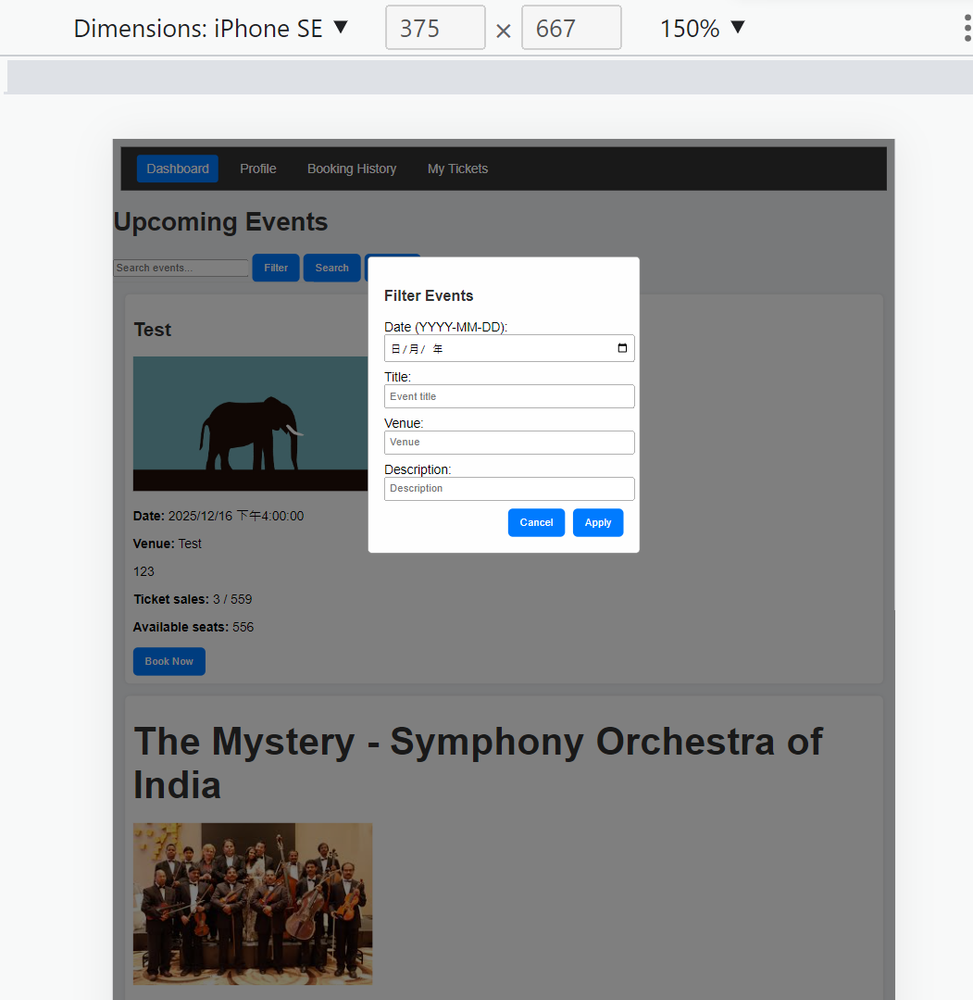 Dimensions: iPhone SE ▼ 375 × 667 150% ▼
Dashboard Profile Booking History My Tickets
Upcoming Events
Search events... Filter Search
Test
Date: 2025/12/16 下午4:00:00
Venue: Test
123
Ticket sales: 3 / 559
Available seats: 556
Book Now
Filter Events
Date (YYYY-MM-DD):
日/月/ 年
Title:
Event title
Venue:
Venue
Description:
Description
Cancel Apply
The Mystery - Symphony Orchestra of
India